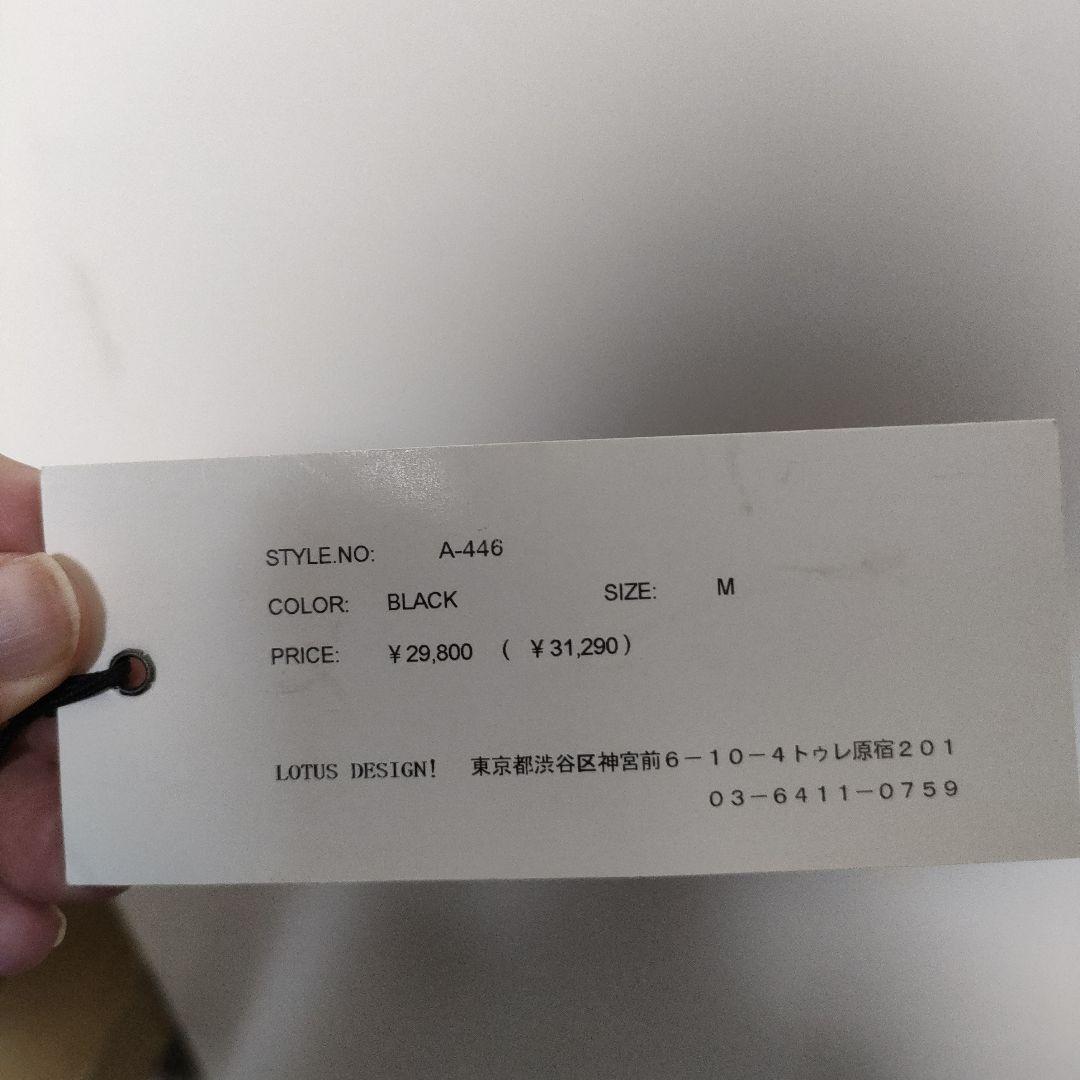 STYLE.NO: A-446
COLOR: BLACK SIZE: M
PRICE: ¥29,800 ( ¥31,290)
LOTUS DESIGN! 東京都渋谷区神宮前6-10-4トゥレ原宿201
03-6411-0759